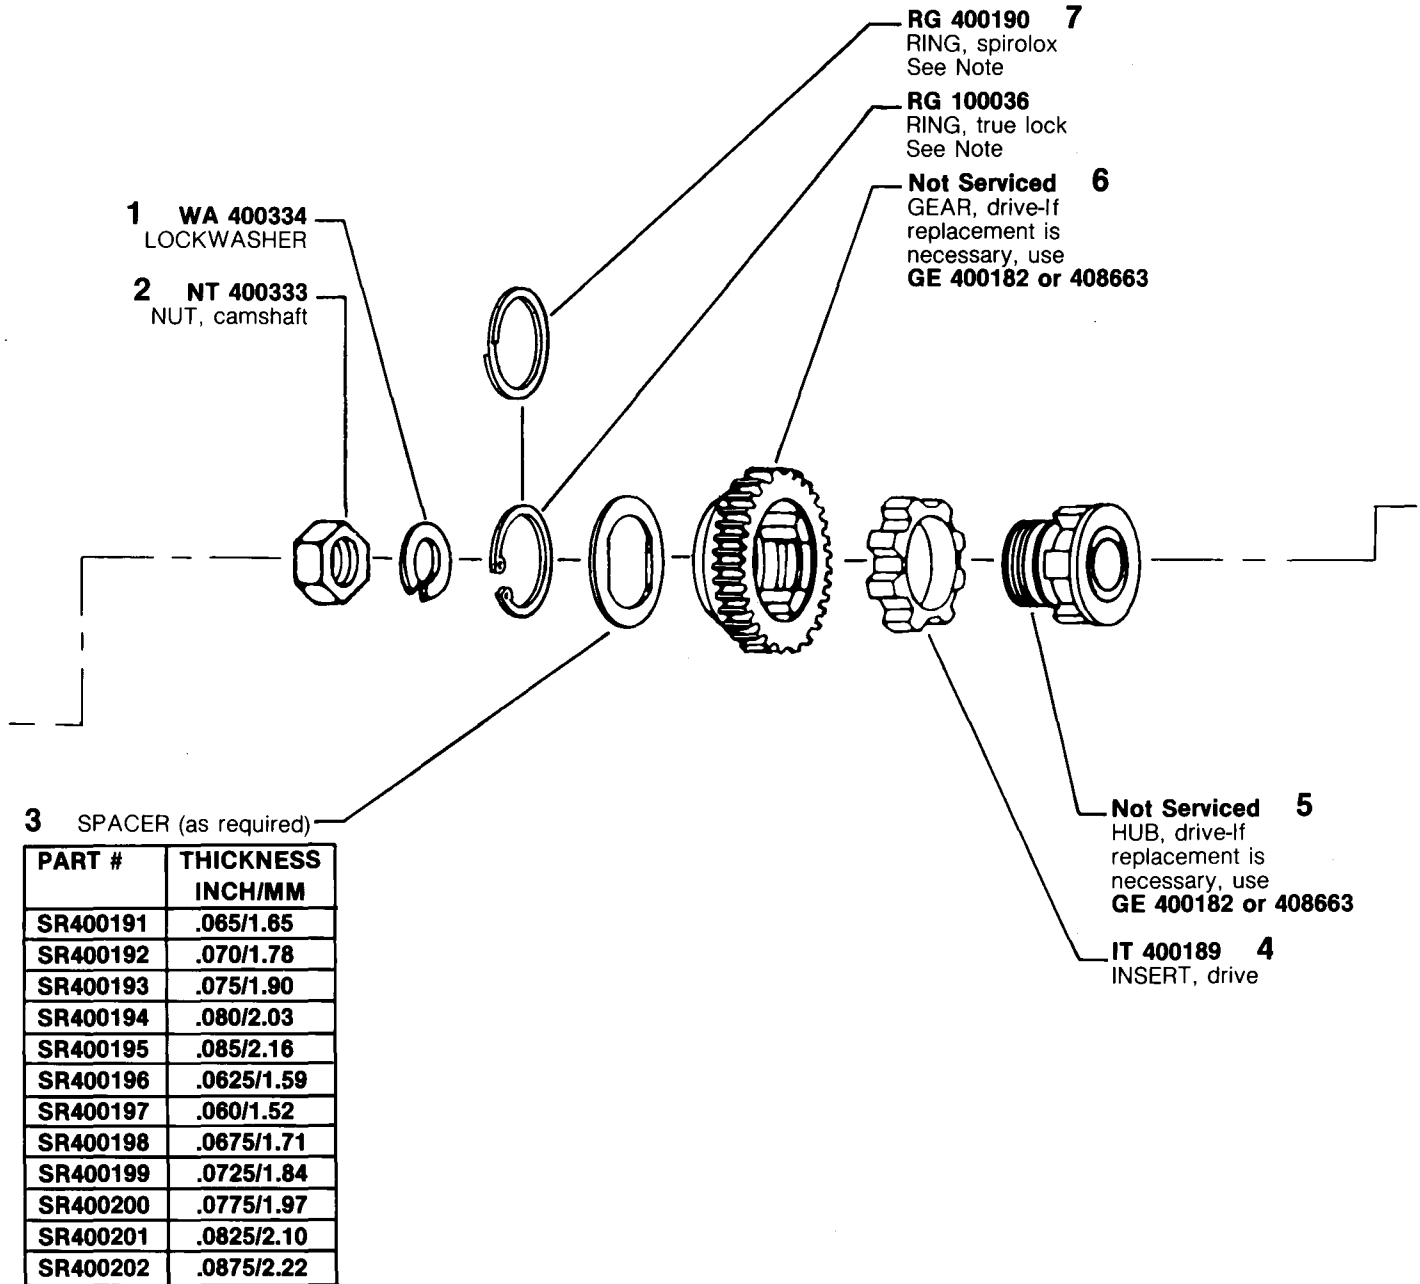 RG 400190 7
RING, spirolox
See Note
RG 100036
RING, true lock
See Note
Not Serviced 6
GEAR, drive-If
replacement is
necessary, use
GE 400182 or 408663
1 WA 400334
LOCKWASHER
2 NT 400333
NUT, camshaft
3 SPACER (as required)
PART # THICKNESS
INCH/MM
SR400191 .065/1.65
SR400192 .070/1.78
SR400193 .075/1.90
SR400194 .080/2.03
SR400195 .085/2.16
SR400196 .0625/1.59
SR400197 .060/1.52
SR400198 .0675/1.71
SR400199 .0725/1.84
SR400200 .0775/1.97
SR400201 .0825/2.10
SR400202 .0875/2.22
Not Serviced 5
HUB, drive-If
replacement is
necessary, use
GE 400182 or 408663
IT 400189 4
INSERT, drive